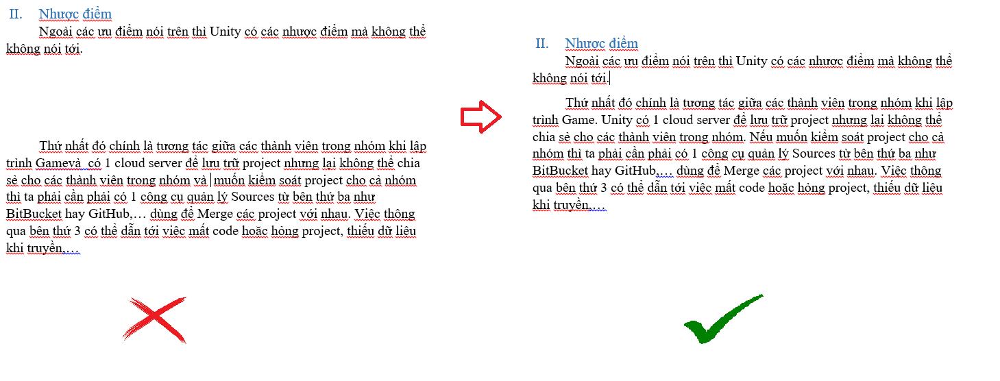 II. Nhược điểm
Ngoài các ưu điểm nói trên thì Unity có các nhược điểm mà không thể
không nói tới.
Thứ nhất đó chính là tương tác giữa các thành viên trong nhóm khi lập
trình Gamevà có 1 cloud server để lưu trữ project nhưng lại không thể chia
sẻ cho các thành viên trong nhóm và muốn kiểm soát project cho cả nhóm
thì ta phải cần phải có 1 công cụ quản lý Sources từ bên thứ ba như
BitBucket hay GitHub,… dùng để Merge các project với nhau. Việc thông
qua bên thứ 3 có thể dẫn tới việc mất code hoặc hỏng project, thiếu dữ liệu
khi truyền,…
II. Nhược điểm
Ngoài các ưu điểm nói trên thì Unity có các nhược điểm mà không thể
không nói tới.
Thứ nhất đó chính là tương tác giữa các thành viên trong nhóm khi lập
trình Game. Unity có 1 cloud server để lưu trữ project nhưng lại không thể
chia sẻ cho các thành viên trong nhóm. Nếu muốn kiểm soát project cho cả
nhóm thì ta phải cần phải có 1 công cụ quản lý Sources từ bên thứ ba như
BitBucket hay GitHub,… dùng để Merge các project với nhau. Việc thông
qua bên thứ 3 có thể dẫn tới việc mất code hoặc hỏng project, thiếu dữ liệu
khi truyền,…